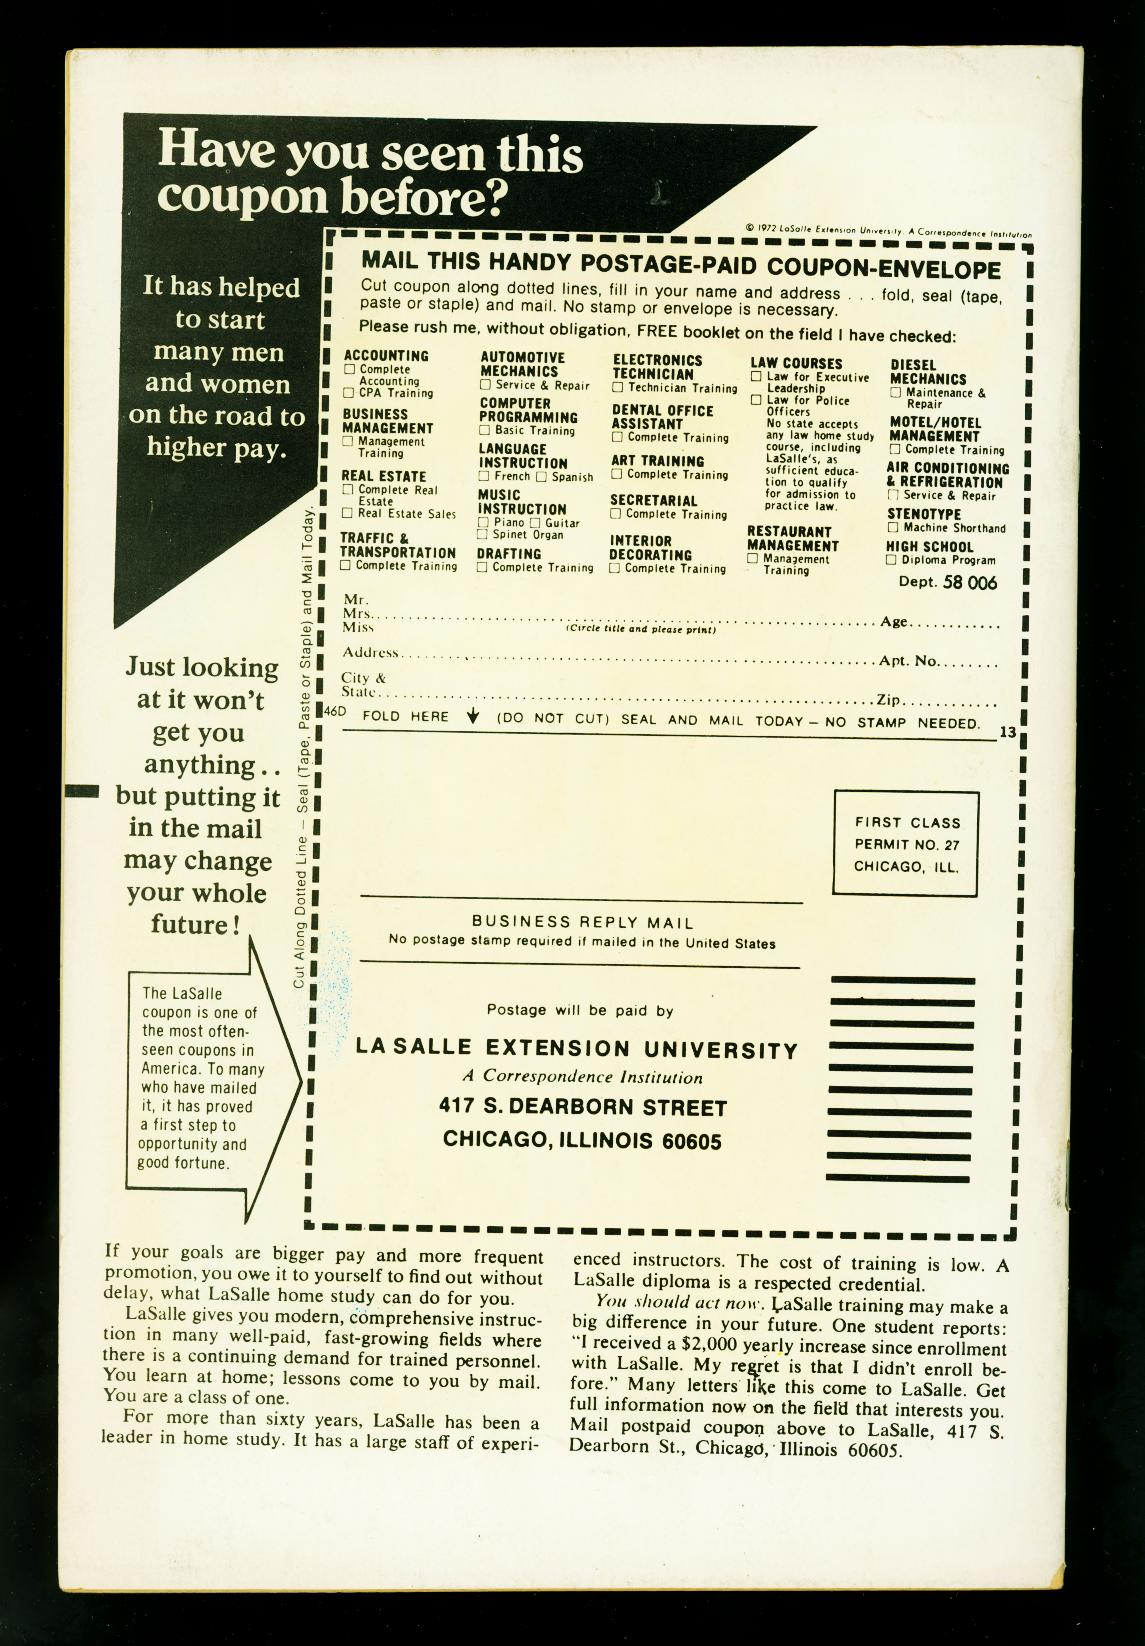 Have you seen this
coupon before?
It has helped
to start
many men
and women
on the road to
higher pay.
Just looking
at it won't
get you
anything..
but putting it
in the mail
may change
your whole
future!
The LaSalle
coupon is one of
the most often-
seen coupons in
America. To many
who have mailed
it, it has proved
a first step to
opportunity and
good fortune.
Cut Along Dotted Line – Seal (Tape, Paste or Staple) and Mail Today.
© 1972 LaSalle Extension University. A Correspondence Institution
MAIL THIS HANDY POSTAGE-PAID COUPON-ENVELOPE
Cut coupon along dotted lines, fill in your name and address . . . fold, seal (tape,
paste or staple) and mail. No stamp or envelope is necessary.
Please rush me, without obligation, FREE booklet on the field I have checked:
ACCOUNTING
☐ Complete
Accounting
☐ CPA Training
BUSINESS
MANAGEMENT
☐ Management
Training
REAL ESTATE
☐ Complete Real
Estate
☐ Real Estate Sales
TRAFFIC &
TRANSPORTATION
☐ Complete Training
AUTOMOTIVE
MECHANICS
☐ Service & Repair
COMPUTER
PROGRAMMING
☐ Basic Training
LANGUAGE
INSTRUCTION
☐ French ☐ Spanish
MUSIC
INSTRUCTION
☐ Piano ☐ Guitar
☐ Spinet Organ
DRAFTING
☐ Complete Training
ELECTRONICS
TECHNICIAN
☐ Technician Training
DENTAL OFFICE
ASSISTANT
☐ Complete Training
ART TRAINING
☐ Complete Training
SECRETARIAL
☐ Complete Training
INTERIOR
DECORATING
☐ Complete Training
LAW COURSES
☐ Law for Executive
Leadership
☐ Law for Police
Officers
No state accepts
any law home study
course, including
LaSalle's, as
sufficient educa-
tion to qualify
for admission to
practice law.
RESTAURANT
MANAGEMENT
☐ Management
Training
DIESEL
MECHANICS
☐ Maintenance &
Repair
MOTEL/HOTEL
MANAGEMENT
☐ Complete Training
AIR CONDITIONING
& REFRIGERATION
☐ Service & Repair
STENOTYPE
☐ Machine Shorthand
HIGH SCHOOL
☐ Diploma Program
Dept. 58 006
Mr.
Mrs. Age
Miss (Circle title and please print)
Address Apt. No.
City &
State Zip
46D FOLD HERE ↓ (DO NOT CUT) SEAL AND MAIL TODAY – NO STAMP NEEDED.
13
FIRST CLASS
PERMIT NO. 27
CHICAGO, ILL.
BUSINESS REPLY MAIL
No postage stamp required if mailed in the United States
Postage will be paid by
LA SALLE EXTENSION UNIVERSITY
A Correspondence Institution
417 S. DEARBORN STREET
CHICAGO, ILLINOIS 60605
If your goals are bigger pay and more frequent
promotion, you owe it to yourself to find out without
delay, what LaSalle home study can do for you.
LaSalle gives you modern, comprehensive instruc-
tion in many well-paid, fast-growing fields where
there is a continuing demand for trained personnel.
You learn at home; lessons come to you by mail.
You are a class of one.
For more than sixty years, LaSalle has been a
leader in home study. It has a large staff of experi-
enced instructors. The cost of training is low. A
LaSalle diploma is a respected credential.
You should act now. LaSalle training may make a
big difference in your future. One student reports:
"I received a $2,000 yearly increase since enrollment
with LaSalle. My regret is that I didn't enroll be-
fore." Many letters like this come to LaSalle. Get
full information now on the field that interests you.
Mail postpaid coupon above to LaSalle, 417 S.
Dearborn St., Chicago, Illinois 60605.